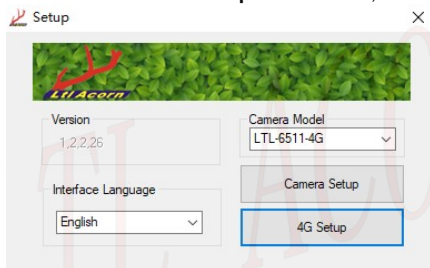 Setup
Ltl Acorn
Version
1,2,2,26
Interface Language
English
Camera Model
LTL-6511-4G
Camera Setup
4G Setup